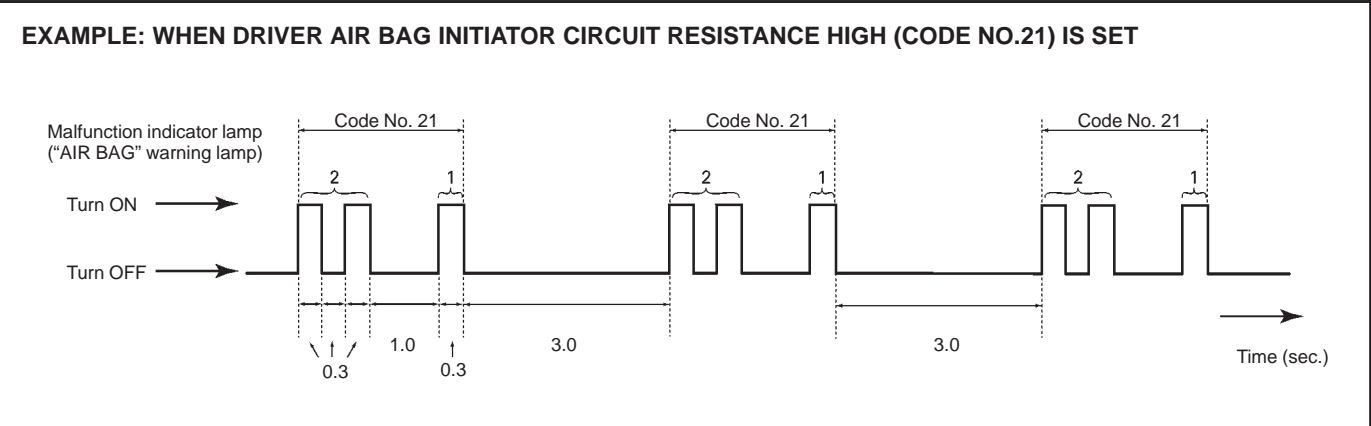 EXAMPLE: WHEN DRIVER AIR BAG INITIATOR CIRCUIT RESISTANCE HIGH (CODE NO.21) IS SET
Code No. 21
Code No. 21
Code No. 21
Malfunction indicator lamp
(“AIR BAG” warning lamp)
2
1
2
1
2
1
Turn ON
Turn OFF
1.0
3.0
3.0
0.3
0.3
Time (sec.)